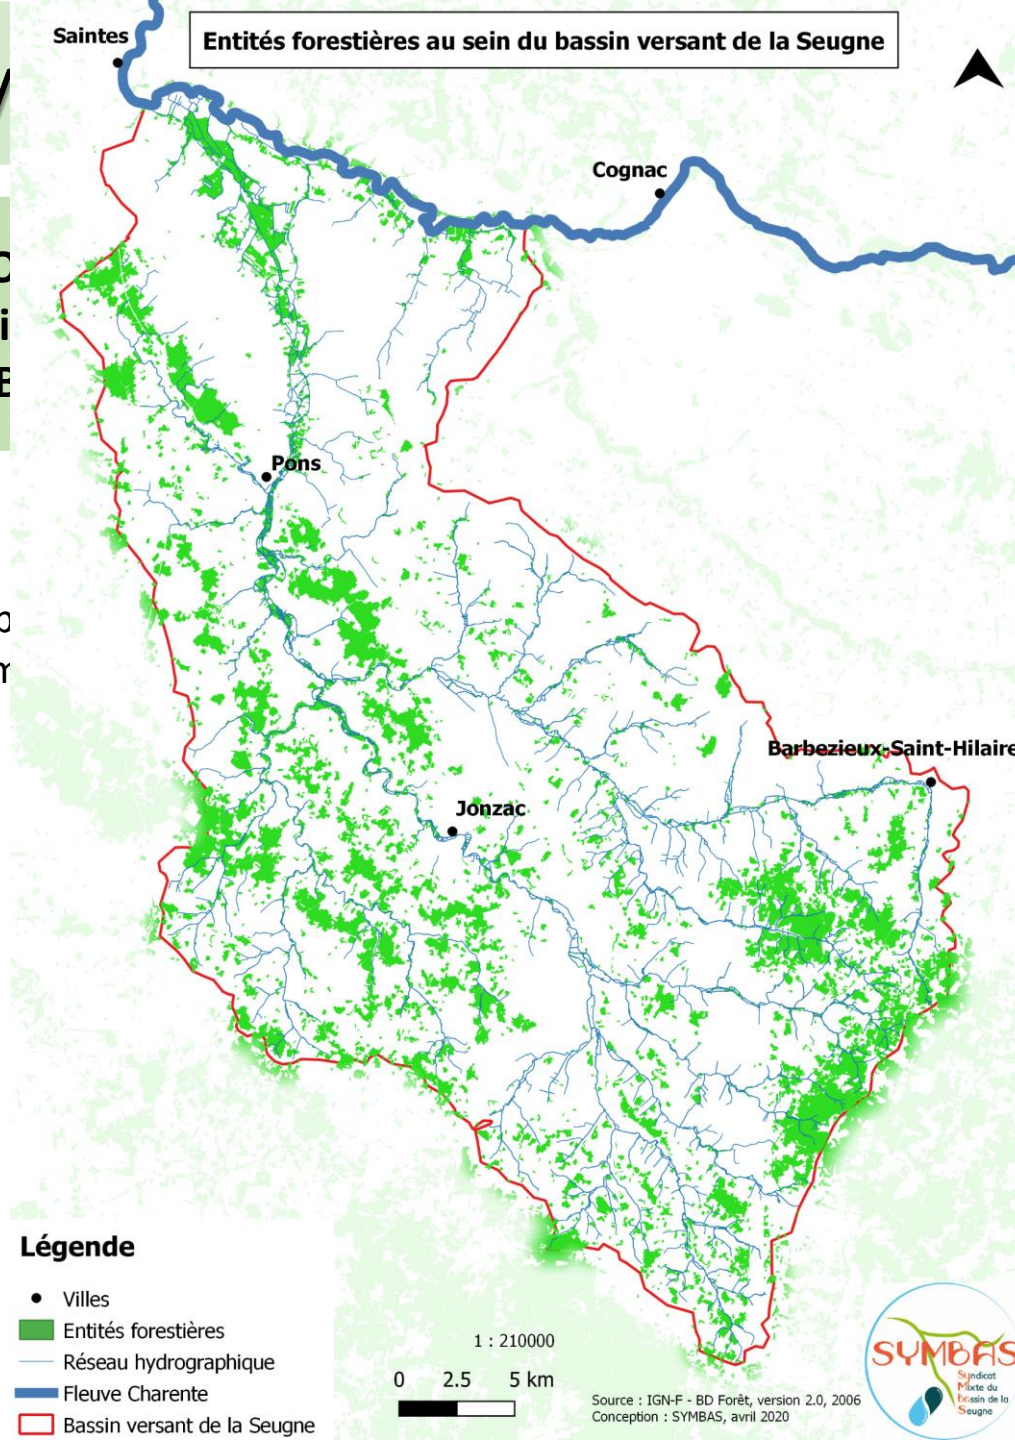 Entités forestières au sein du bassin versant de la Seugne
Saintes
Cognac
Pons
Barbezieux-Saint-Hilaire
Jonzac
Légende
Villes
Entités forestières
Réseau hydrographique
Fleuve Charente
Bassin versant de la Seugne
1 : 210000
0 2.5 5 km
Source : IGN-F - BD Forêt, version 2.0, 2006
Conception : SYMBAS, avril 2020
SYMBAS
Syndicat
Mixte du
Bassin de la
Seugne